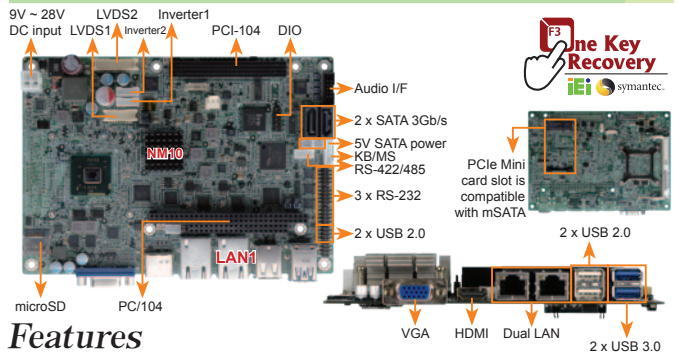 9V ~ 28V
DC input
LVDS2
LVDS1
Inverter1
Inverter2
PCI-104
DIO
Audio I/F
2 x SATA 3Gb/s
5V SATA power
KB/MS
RS-422/485
3 x RS-232
2 x USB 2.0
NM10
LAN1
microSD
PC/104
F3
One Key
Recovery
iEi
symantec.
PCIe Mini
card slot is
compatible
with mSATA
2 x USB 2.0
VGA
HDMI
Dual LAN
2 x USB 3.0
Features